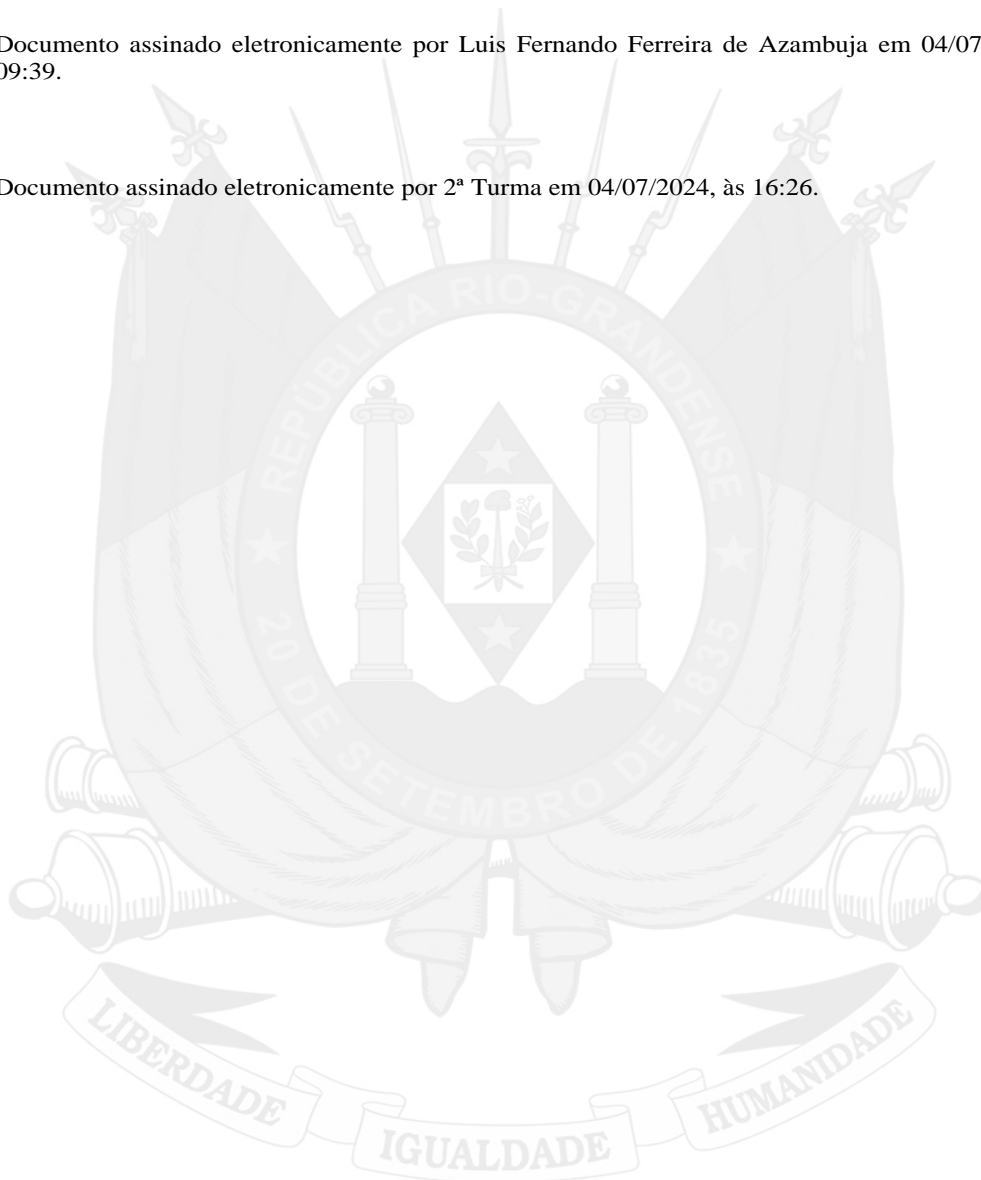 Documento assinado eletronicamente por Luis Fernando Ferreira de Azambuja em 04/07
09:39.
Documento assinado eletronicamente por 2ª Turma em 04/07/2024, às 16:26.
REPÚBLICA RIO-GRANDENSE
20 DE SETEMBRO DE 1835
LIBERDADE
IGUALDADE
HUMANIDADE